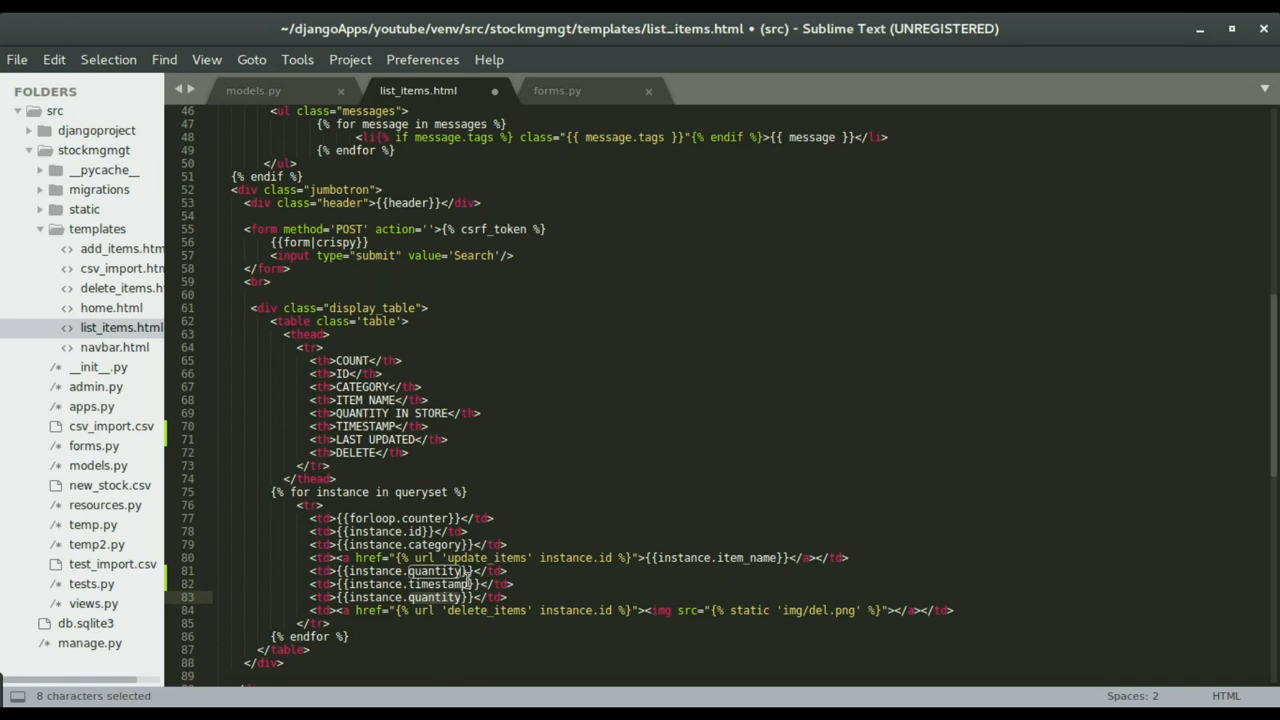 ~/djangoApps/youtube/venv/src/stockmgmgt/templates/list_items.html • (src) - Sublime Text (UNREGISTERED)
File Edit Selection Find View Goto Tools Project Preferences Help
FOLDERS
src
djangoproject
stockmgmgt
__pycache__
migrations
static
templates
add_items.htm
csv_import.htm
delete_items.h
home.html
list_items.html
navbar.html
__init__.py
admin.py
apps.py
csv_import.csv
forms.py
models.py
new_stock.csv
resources.py
temp.py
temp2.py
test_import.csv
tests.py
views.py
db.sqlite3
manage.py
models.py list_items.html forms.py
46 <ul class="messages">
47 {% for message in messages %}
48 <li{% if message.tags %} class="{{ message.tags }}"{% endif %}>{{ message }}</li>
49 {% endfor %}
50 </ul>
51 {% endif %}
52 <div class="jumbotron">
53 <div class="header">{{header}}</div>
54
55 <form method='POST' action=''>{% csrf_token %}
56 {{form|crispy}}
57 <input type="submit" value='Search'/>
58 </form>
59 <br>
60
61 <div class="display_table">
62 <table class='table'>
63 <thead>
64 <tr>
65 <th>COUNT</th>
66 <th>ID</th>
67 <th>CATEGORY</th>
68 <th>ITEM NAME</th>
69 <th>QUANTITY IN STORE</th>
70 <th>TIMESTAMP</th>
71 <th>LAST UPDATED</th>
72 <th>DELETE</th>
73 </tr>
74 </thead>
75 {% for instance in queryset %}
76 <tr>
77 <td>{{forloop.counter}}</td>
78 <td>{{instance.id}}</td>
79 <td>{{instance.category}}</td>
80 <td><a href="{% url 'update_items' instance.id %}">{{instance.item_name}}</a></td>
81 <td>{{instance.quantity}}</td>
82 <td>{{instance.timestamp}}</td>
83 <td>{{instance.quantity}}</td>
84 <td><a href="{% url 'delete_items' instance.id %}"><img src="{% static 'img/del.png' %}"></a></td>
85 </tr>
86 {% endfor %}
87 </table>
88 </div>
89
8 characters selected
Spaces: 2
HTML